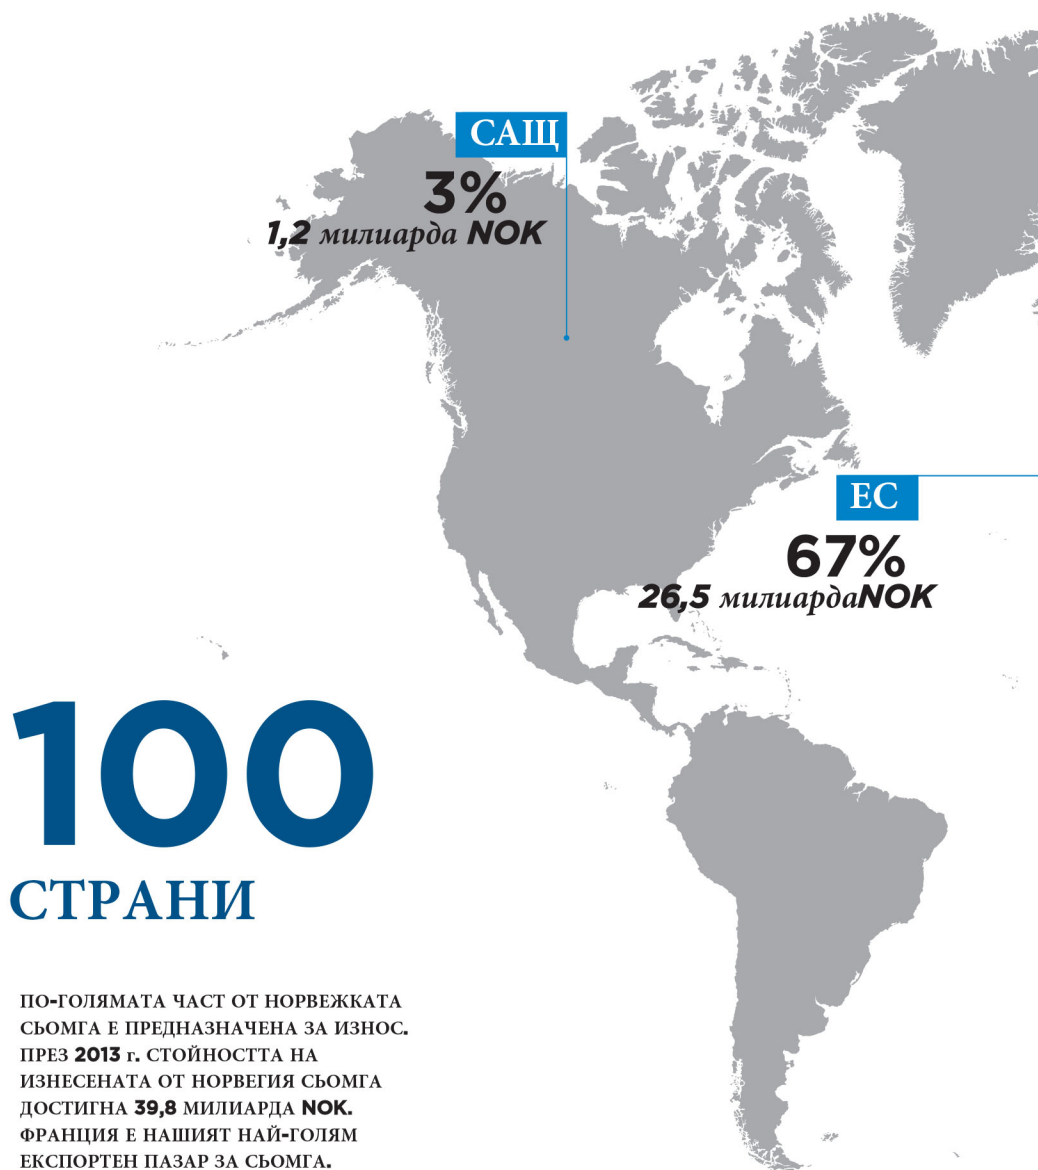 САЩ
3%
1,2 милиарда NOK
ЕС
67%
26,5 милиардаNOK
100
СТРАНИ
ПО-ГОЛЯМАТА ЧАСТ ОТ НОРВЕЖКАТА
СЬОМГА Е ПРЕДНАЗНАЧЕНА ЗА ИЗНОС.
ПРЕЗ 2013 г. СТОЙНОСТТА НА
ИЗНЕСЕНАТА ОТ НОРВЕГИЯ СЬОМГА
ДОСТИГНА 39,8 МИЛИАРДА NOK.
ФРАНЦИЯ Е НАШИЯТ НАЙ-ГОЛЯМ
ЕКСПОРТЕН ПАЗАР ЗА СЬОМГА.